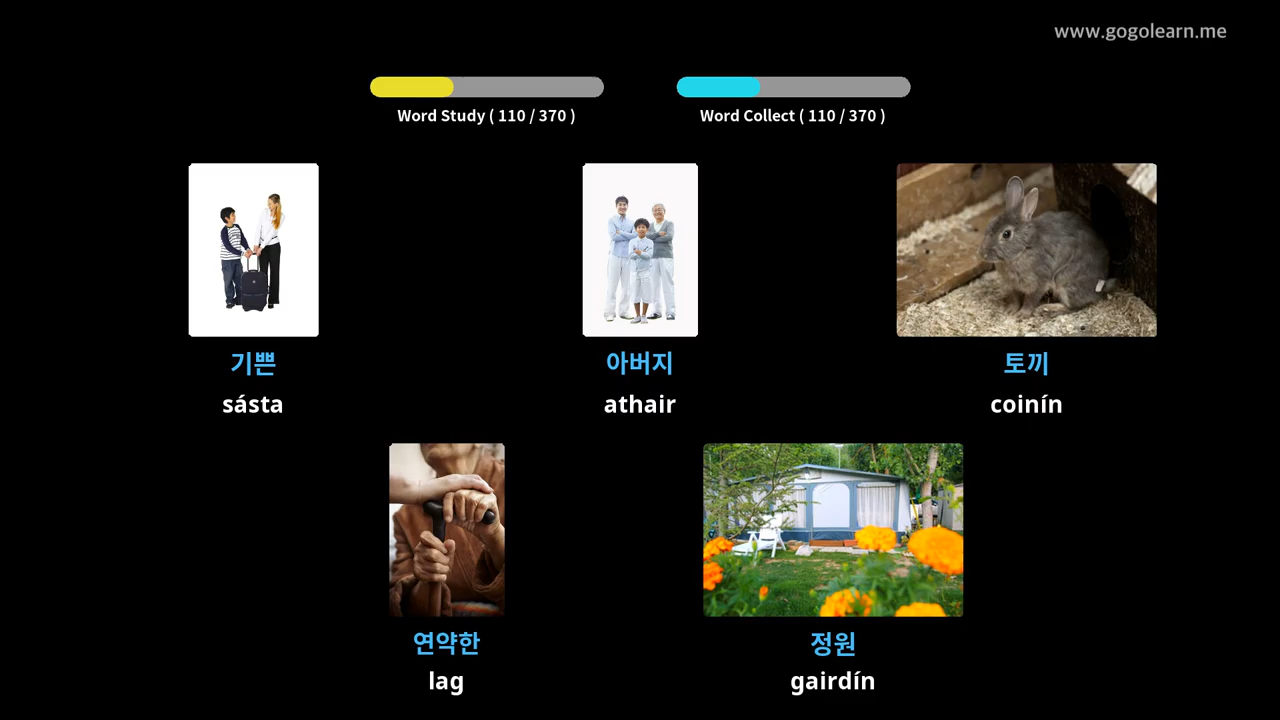 www.gogolearn.me
Word Study ( 110 / 370 )
Word Collect ( 110 / 370 )
기쁜
sásta
아버지
athair
토끼
coinín
연약한
lag
정원
gairdín